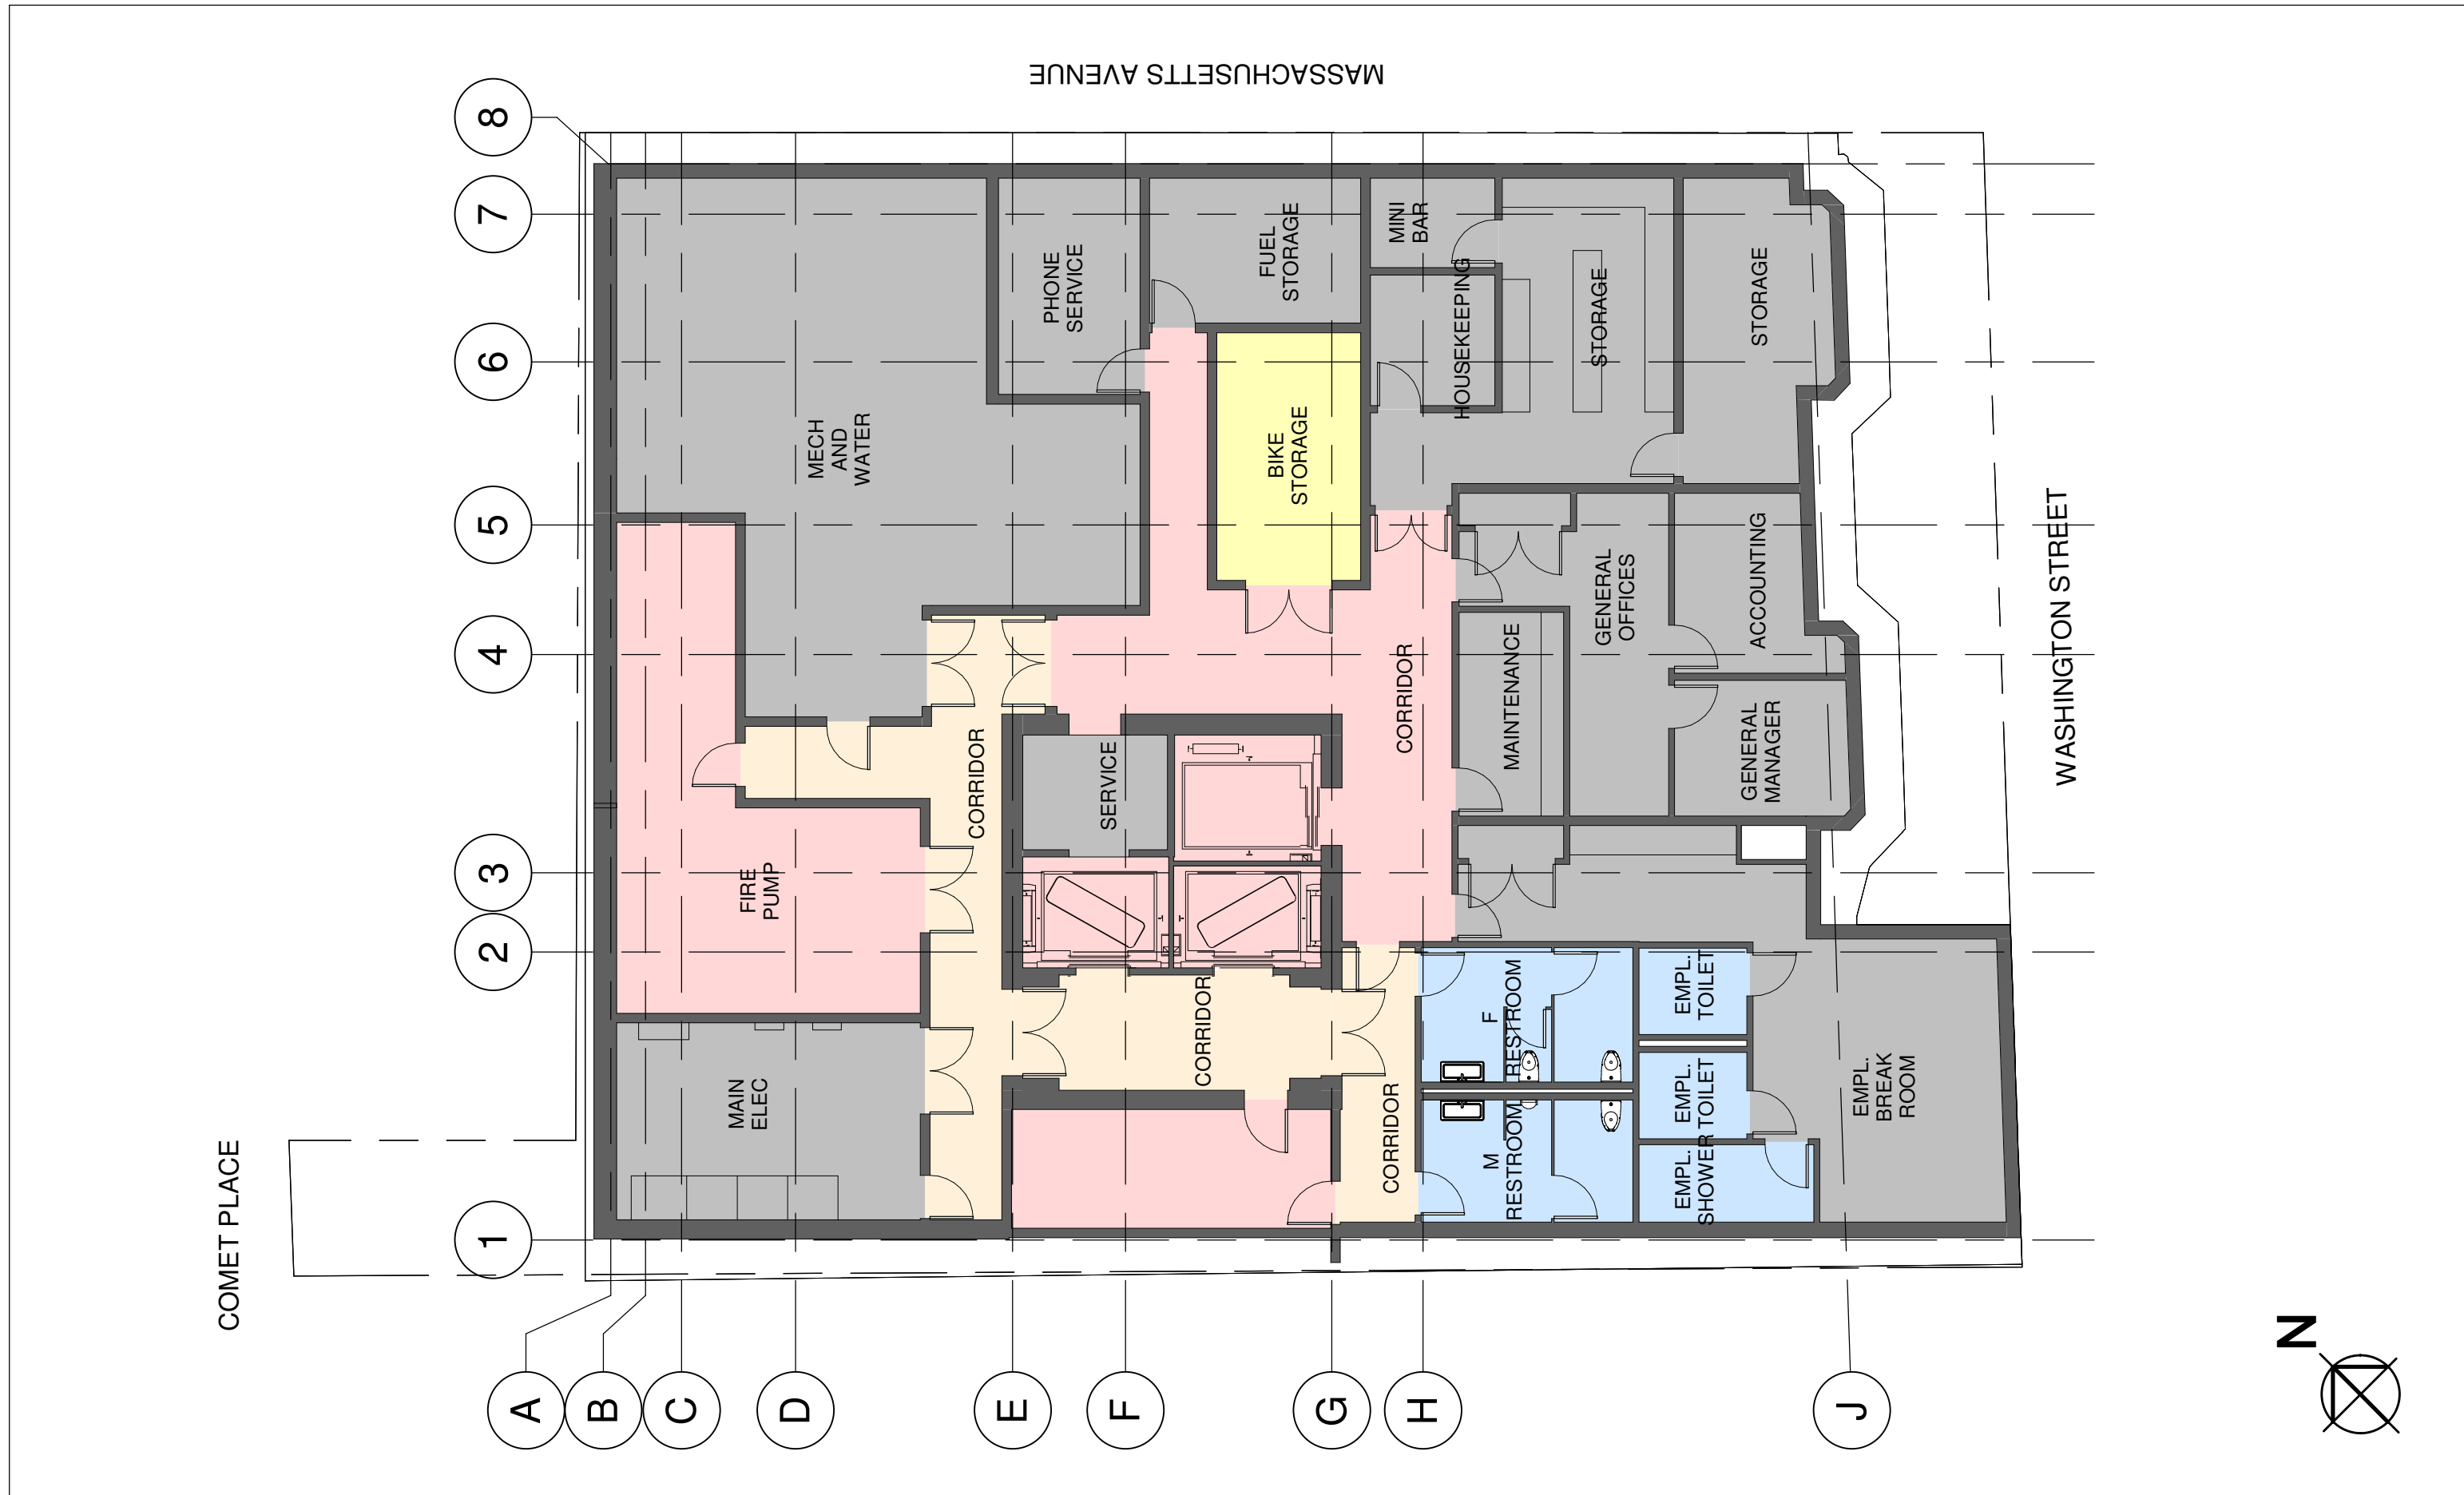 MASSACHUSETTS AVENUE
8
7
6
5
4
3
2
1
PHONE
SERVICE
FUEL
STORAGE
MINI
BAR
HOUSEKEEPING
STORAGE
STORAGE
MECH
AND
WATER
BIKE
STORAGE
GENERAL
OFFICES
ACCOUNTING
WASHINGTON STREET
CORRIDOR
SERVICE
CORRIDOR
MAINTENANCE
GENERAL
MANAGER
FIRE
PUMP
MAIN
ELEC
CORRIDOR
CORRIDOR
F
RESTROOM
M
RESTROOM
EMPL.
TOILET
EMPL.
TOILET
EMPL.
SHOWER
EMPL.
BREAK
ROOM
COMET PLACE
A
B
C
D
E
F
G
H
J
N